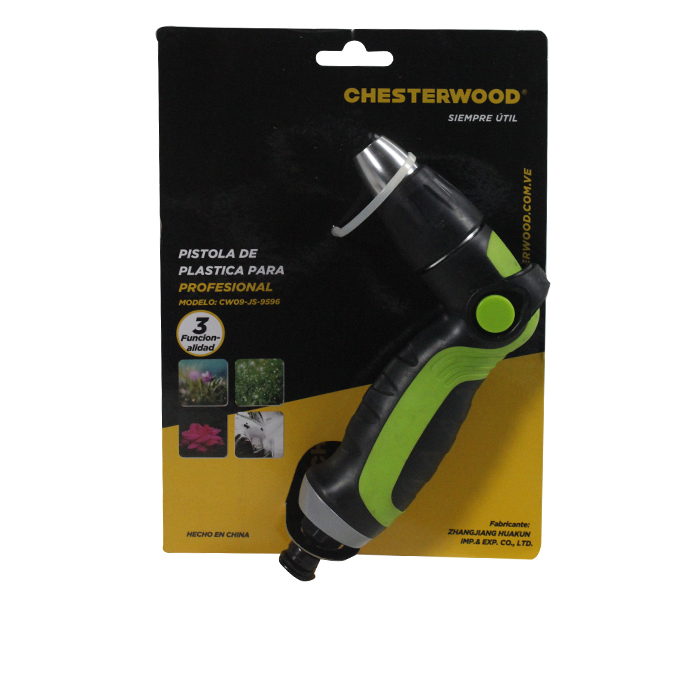 CHESTERWOOD®
SIEMPRE ÚTIL
ERWOOD.COM.VE
PISTOLA DE
PLASTICA PARA
PROFESIONAL
MODELO: CW09-JS-9596
3
Funcion-
alidad
HECHO EN CHINA
Fabricante:
ZHANGJIANG HUAKUN
IMP.& EXP. CO., LTD.